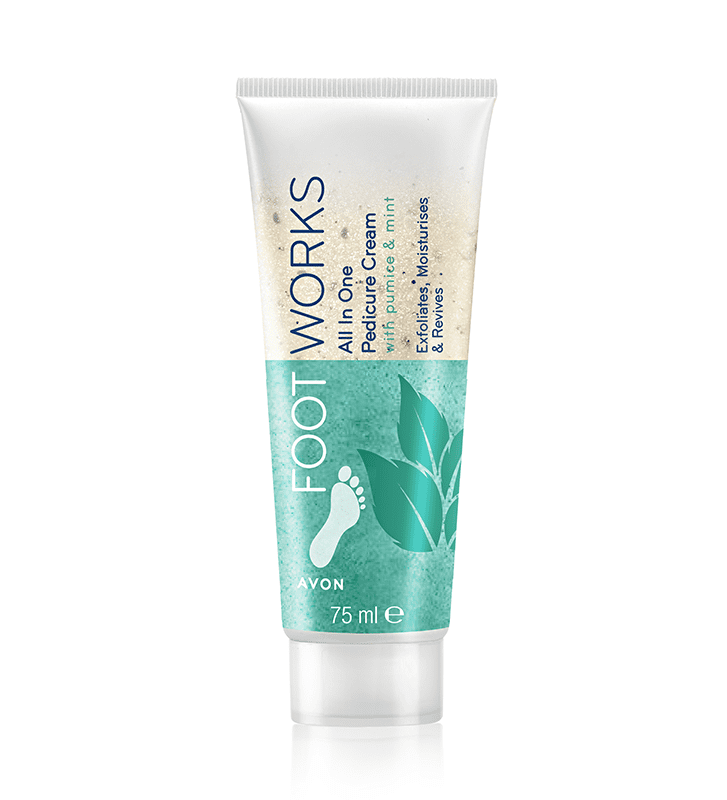 FOOT WORKS
All In One
Pedicure Cream
with pumice & mint
Exfoliates, Moisturises
& Revives
AVON
75 ml ℮